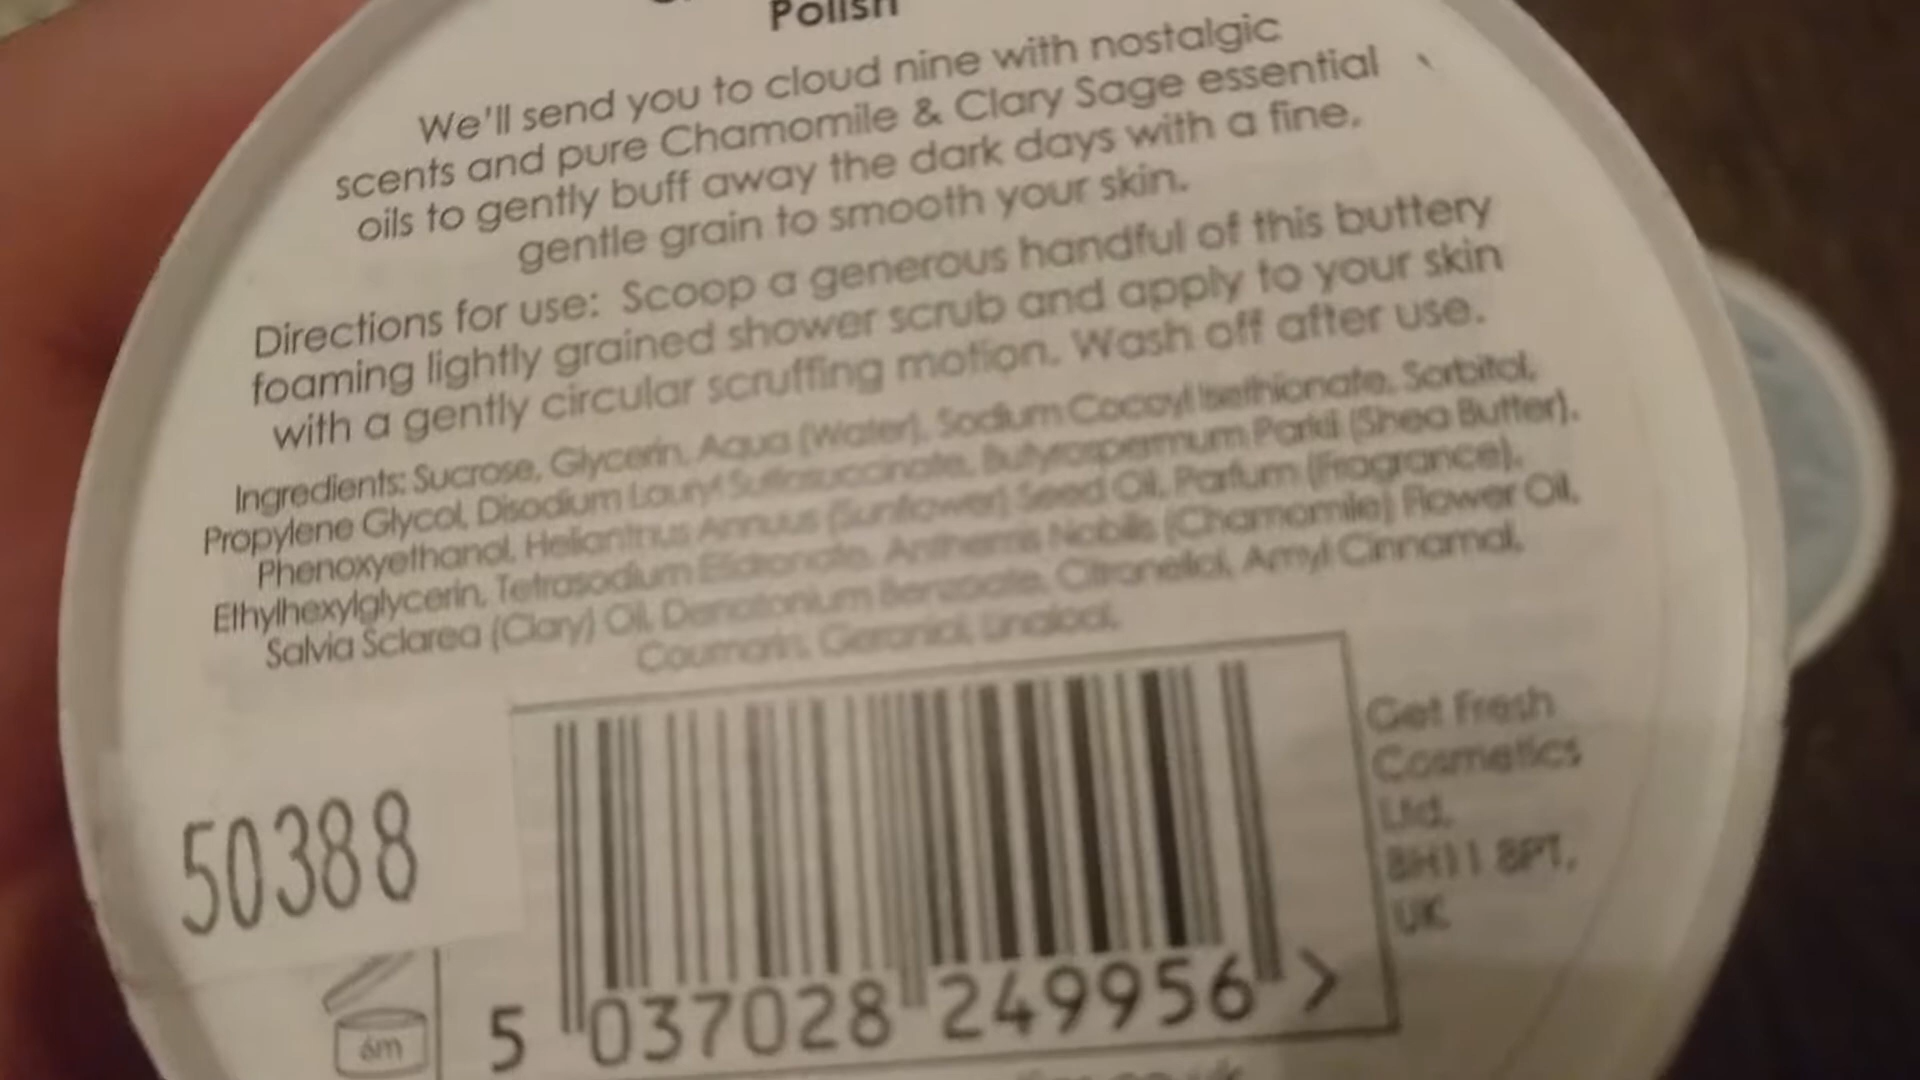 Polish
We'll send you to cloud nine with nostalgic
scents and pure Chamomile & Clary Sage essential
oils to gently buff away the dark days with a fine,
gentle grain to smooth your skin.
Directions for use: Scoop a generous handful of this buttery
foaming lightly grained shower scrub and apply to your skin
with a gently circular scruffing motion. Wash off after use.
Ingredients: Sucrose, Glycerin, Aqua (Water), Sodium Cocoyl Isethionate, Sorbitol,
Propylene Glycol, Disodium Lauryl Sulfosuccinate, Butyrospermum Parkii (Shea Butter),
Phenoxyethanol, Helianthus Annuus (Sunflower) Seed Oil, Parfum (Fragrance),
Ethylhexylglycerin, Tetrasodium Etidronate, Anthemis Nobilis (Chamomile) Flower Oil,
Salvia Sclarea (Clary) Oil, Denatonium Benzoate, Citronellol, Amyl Cinnamal,
Coumarin, Geraniol, Linalool,
Get Fresh
Cosmetics
Ltd.
BH11 8PT,
UK
50388
6m
5 037028 249956 >